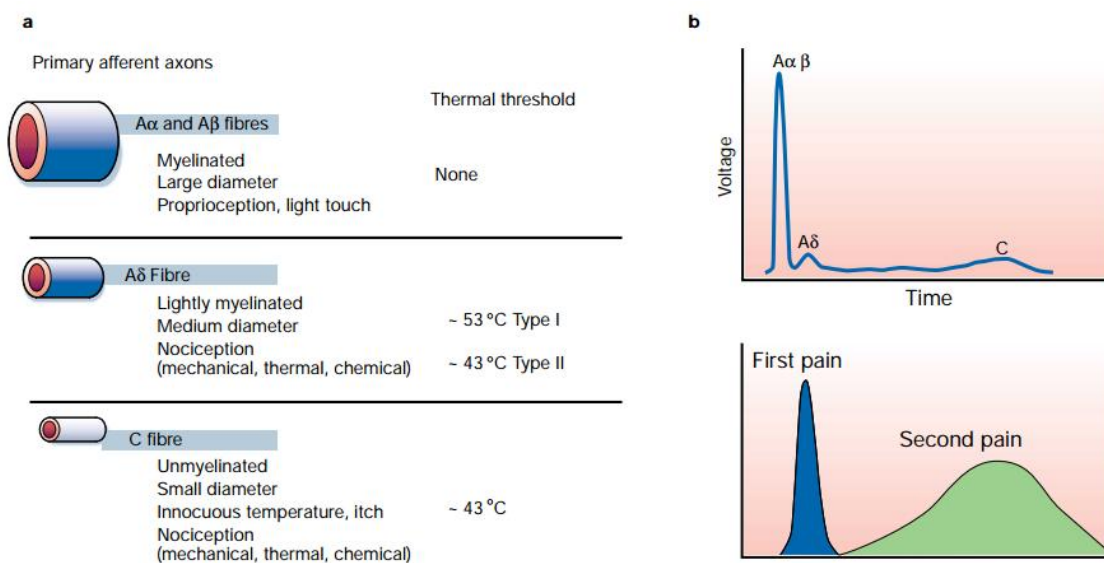 a
Primary afferent axons
Thermal threshold
Aα and Aβ fibres
Myelinated
Large diameter
Proprioception, light touch
None
Aδ Fibre
Lightly myelinated
Medium diameter
Nociception
(mechanical, thermal, chemical)
~ 53 °C Type I
~ 43 °C Type II
C fibre
Unmyelinated
Small diameter
Innocuous temperature, itch
Nociception
(mechanical, thermal, chemical)
~ 43 °C
b
Aα β
Voltage
Aδ
C
Time
First pain
Second pain